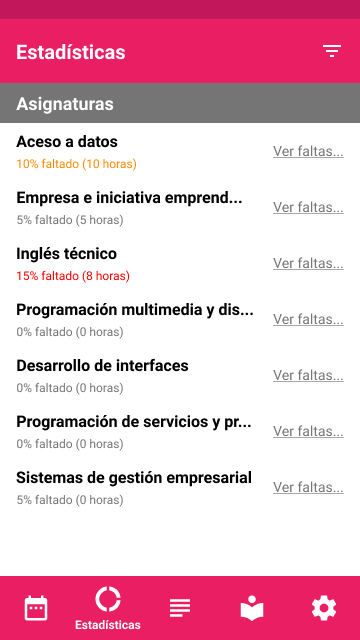 Estadísticas
Asignaturas
Aceso a datos
10% faltado (10 horas)
Ver faltas...
Empresa e iniciativa emprend...
5% faltado (5 horas)
Ver faltas...
Inglés técnico
15% faltado (8 horas)
Ver faltas...
Programación multimedia y dis...
0% faltado (0 horas)
Ver faltas...
Desarrollo de interfaces
0% faltado (0 horas)
Ver faltas...
Programación de servicios y pr...
0% faltado (0 horas)
Ver faltas...
Sistemas de gestión empresarial
5% faltado (0 horas)
Ver faltas...
Estadísticas